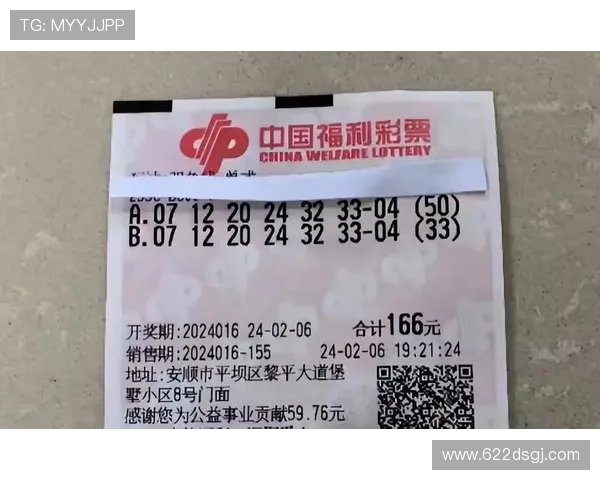 TG: MYYJJPP
中国福利彩票
CHINA WELFARE LOTTERY
A.07 12 20 24 32 33-04 (50)
B.07 12 20 24 32 33-04 (33)
开奖期:2024016 24-02-06 合计166元
销售期:2024016-155 24-02-06 19:21:24
地址:安顺市平坝区黎平大道堡
墅小区8号门面
感谢您为公益事业贡献59.76元
www.622dsgj.com